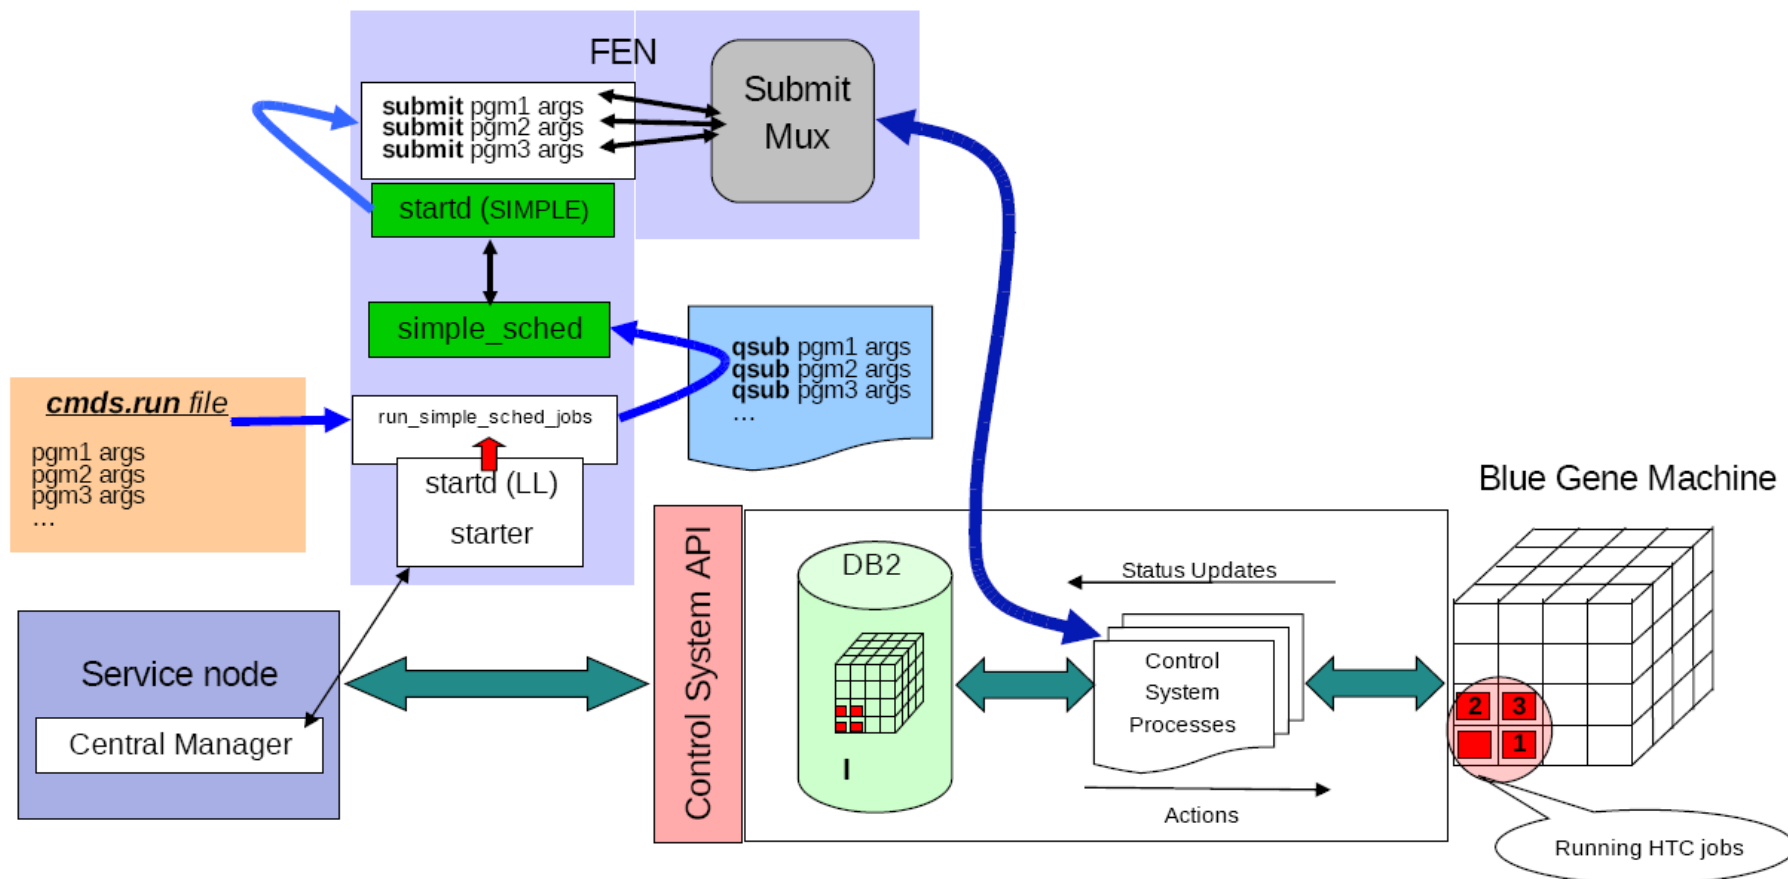 FEN
submit pgm1 args
submit pgm2 args
submit pgm3 args
Submit
Mux
startd (SIMPLE)
simple_sched
qsub pgm1 args
qsub pgm2 args
qsub pgm3 args
...
cmds.run file
pgm1 args
pgm2 args
pgm3 args
...
run_simple_sched_jobs
startd (LL)
starter
Service node
Central Manager
Control System API
DB2
I
Status Updates
Control
System
Processes
Actions
Blue Gene Machine
2 3
1
Running HTC jobs